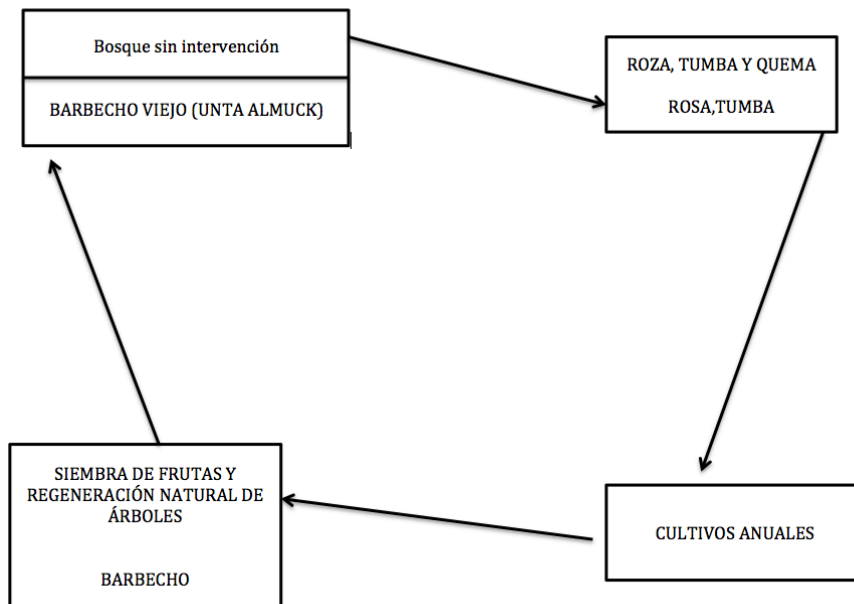 Bosque sin intervención
BARBECHO VIEJO (UNTA ALMUCK)
ROZA, TUMBA Y QUEMA
ROSA,TUMBA
SIEMBRA DE FRUTAS Y
REGENERACIÓN NATURAL DE
ÁRBOLES
BARBECHO
CULTIVOS ANUALES